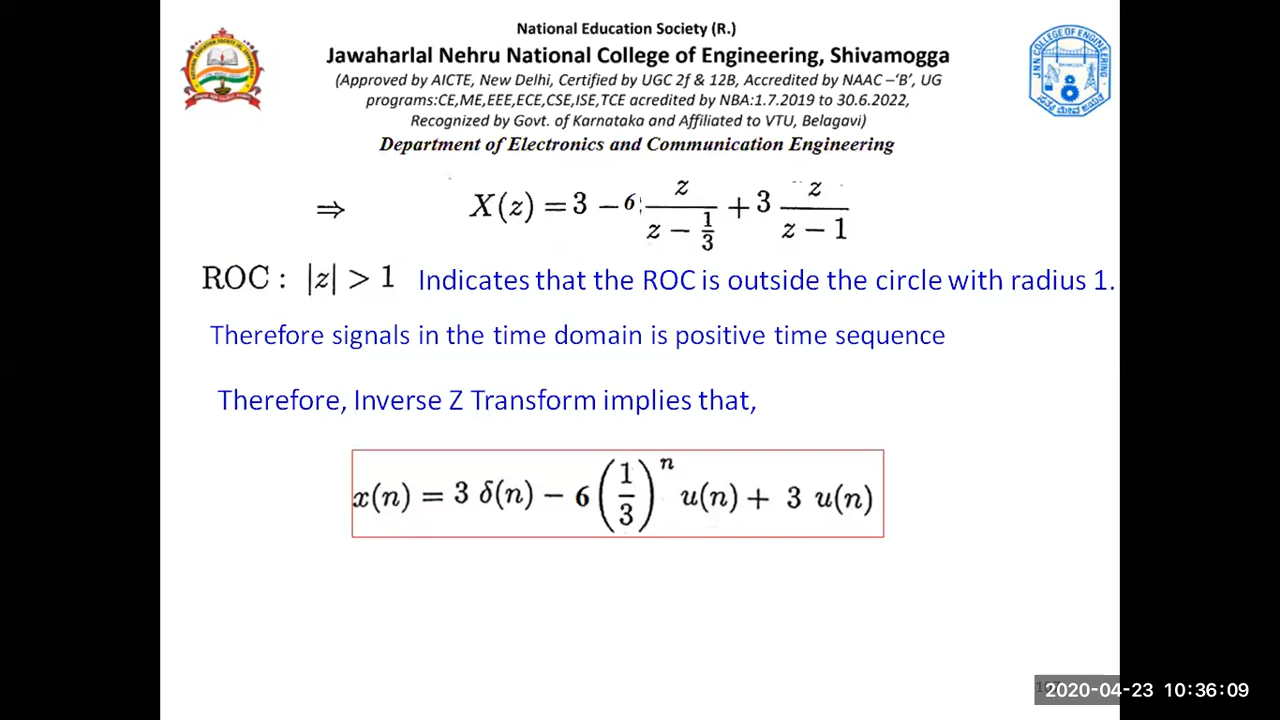 National Education Society (R.)
Jawaharlal Nehru National College of Engineering, Shivamogga
(Approved by AICTE, New Delhi, Certified by UGC 2f & 12B, Accredited by NAAC –‘B’, UG
programs:CE,ME,EEE,ECE,CSE,ISE,TCE acredited by NBA:1.7.2019 to 30.6.2022,
Recognized by Govt. of Karnataka and Affiliated to VTU, Belagavi)
Department of Electronics and Communication Engineering
⇒ X(z) = 3 − 6 z/(z − 1/3) + 3 z/(z − 1)
ROC : |z| > 1 Indicates that the ROC is outside the circle with radius 1.
Therefore signals in the time domain is positive time sequence
Therefore, Inverse Z Transform implies that,
x(n) = 3 δ(n) − 6 (1/3)^n u(n) + 3 u(n)
2020-04-23 10:36:09